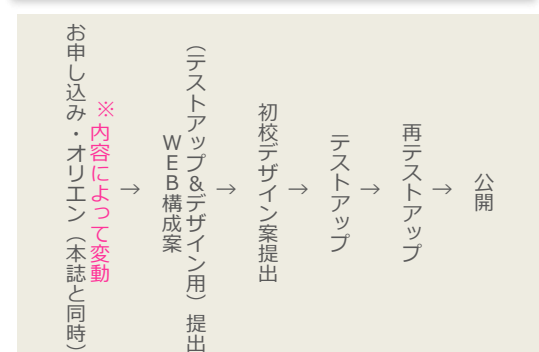 お申し込み・オリエン（本誌と同時）
※内容によって変動
→
WEB構成案
（テストアップ&デザイン用）提出
→
初校デザイン案提出
→
テストアップ
→
再テストアップ
→
公開